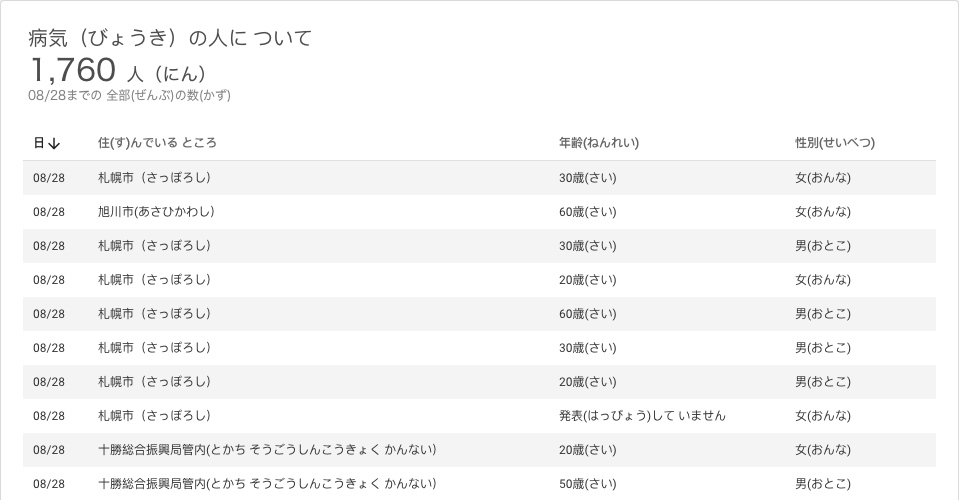 病気（びょうき）の人に ついて
1,760 人（にん）
08/28までの 全部(ぜんぶ)の数(かず)
日↓ 住(す)んでいる ところ 年齢(ねんれい) 性別(せいべつ)
08/28 札幌市（さっぽろし） 30歳(さい) 女(おんな)
08/28 旭川市(あさひかわし） 60歳(さい) 女(おんな)
08/28 札幌市（さっぽろし） 30歳(さい) 男(おとこ)
08/28 札幌市（さっぽろし） 20歳(さい) 女(おんな)
08/28 札幌市（さっぽろし） 60歳(さい) 男(おとこ)
08/28 札幌市（さっぽろし） 30歳(さい) 男(おとこ)
08/28 札幌市（さっぽろし） 20歳(さい) 男(おとこ)
08/28 札幌市（さっぽろし） 発表(はっぴょう)して いません 女(おんな)
08/28 十勝総合振興局管内(とかち そうごうしんこうきょく かんない） 20歳(さい) 女(おんな)
08/28 十勝総合振興局管内(とかち そうごうしんこうきょく かんない） 50歳(さい) 男(おとこ)